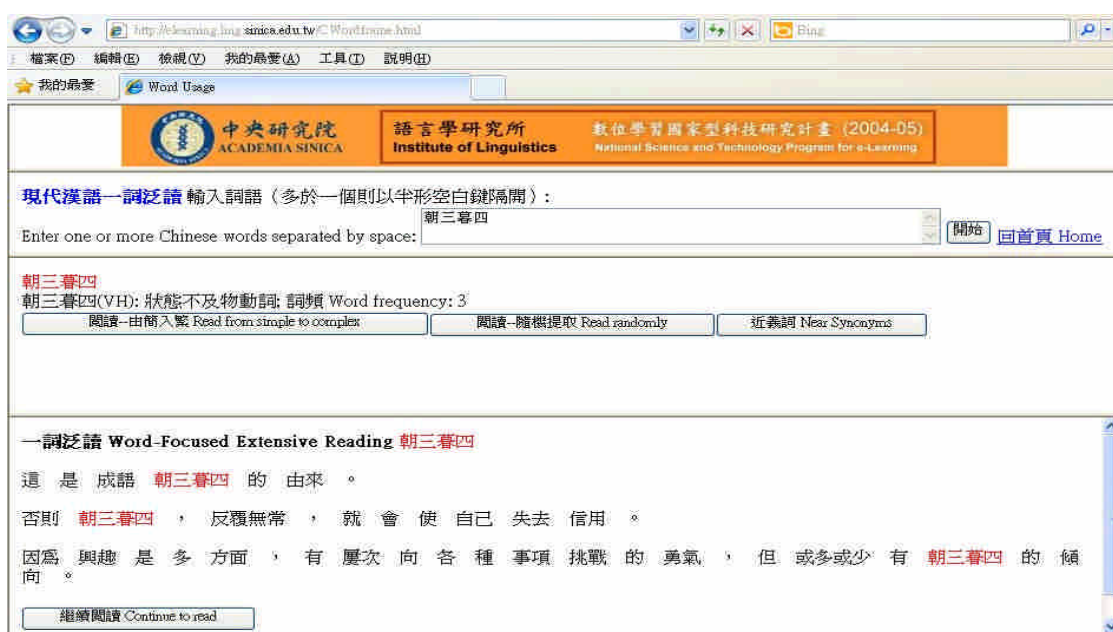 http://elearning.ling.sinica.edu.tw/CWordframe.html
Bing
檔案(F) 編輯(E) 檢視(V) 我的最愛(A) 工具(T) 說明(H)
我的最愛 Word Usage
中央研究院 語言學研究所 數位學習國家型科技研究計畫 (2004-05)
ACADEMIA SINICA Institute of Linguistics National Science and Technology Program for e-Learning
現代漢語一詞泛讀 輸入詞語（多於一個則以半形空白鍵隔開）:
朝三暮四
Enter one or more Chinese words separated by space: 開始 回首頁 Home
朝三暮四
朝三暮四(VH): 狀態不及物動詞; 詞頻 Word frequency: 3
閱讀--由簡入繁 Read from simple to complex 閱讀--隨機提取 Read randomly 近義詞 Near Synonyms
一詞泛讀 Word-Focused Extensive Reading 朝三暮四
這 是 成語 朝三暮四 的 由來 。
否則 朝三暮四 ， 反覆無常 ， 就 會 使 自己 失去 信用 。
因為 興趣 是 多 方面 ， 有 屢次 向 各 種 事項 挑戰 的 勇氣 ， 但 或多或少 有 朝三暮四 的 傾
向 。
繼續閱讀 Continue to read